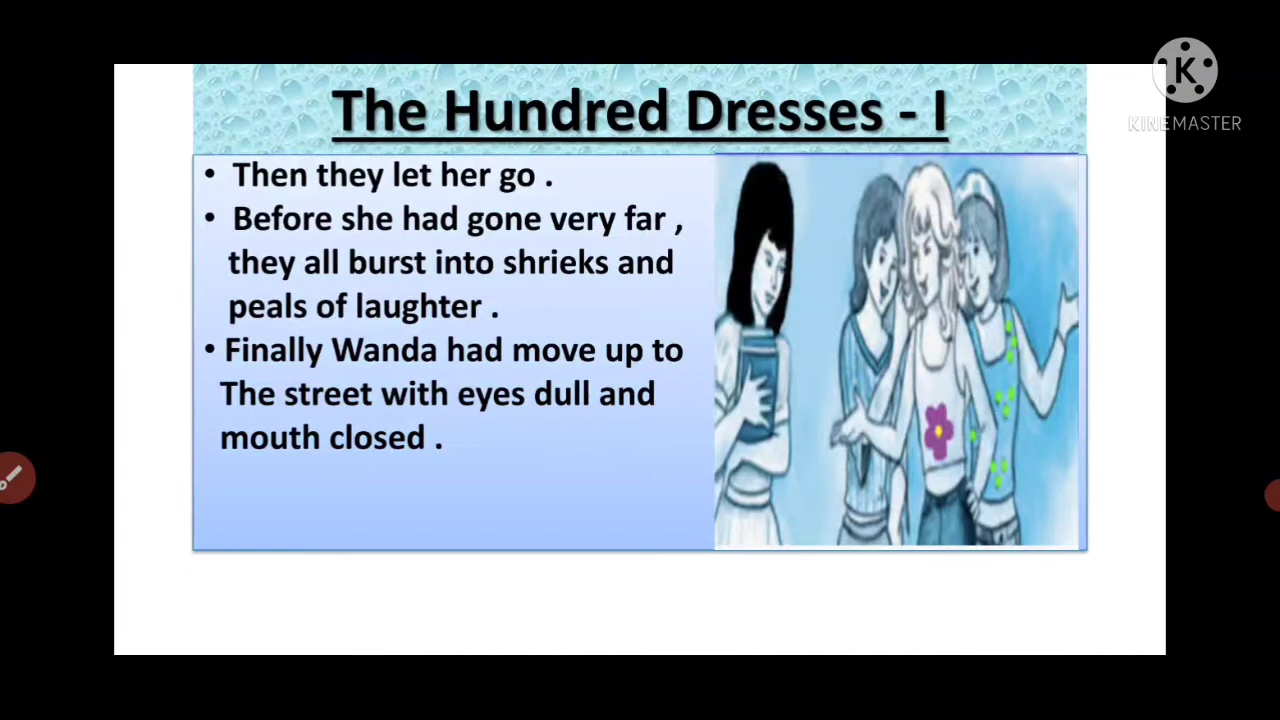 The Hundred Dresses - I
• Then they let her go .
• Before she had gone very far ,
they all burst into shrieks and
peals of laughter .
• Finally Wanda had move up to
The street with eyes dull and
mouth closed .
K
KINEMASTER